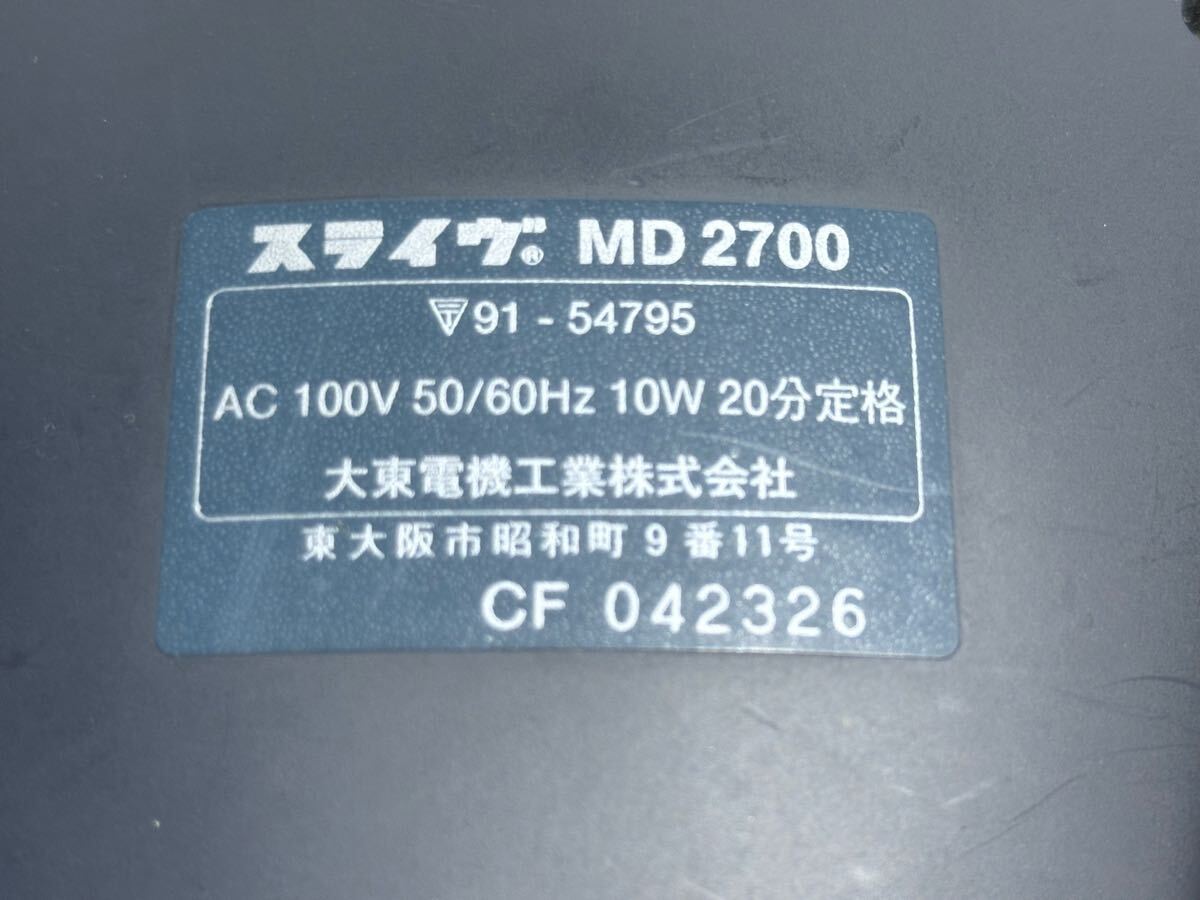 スライヴ® MD 2700
〒91-54795
AC 100V 50/60Hz 10W 20分定格
大東電機工業株式会社
東大阪市昭和町9番11号
CF 042326